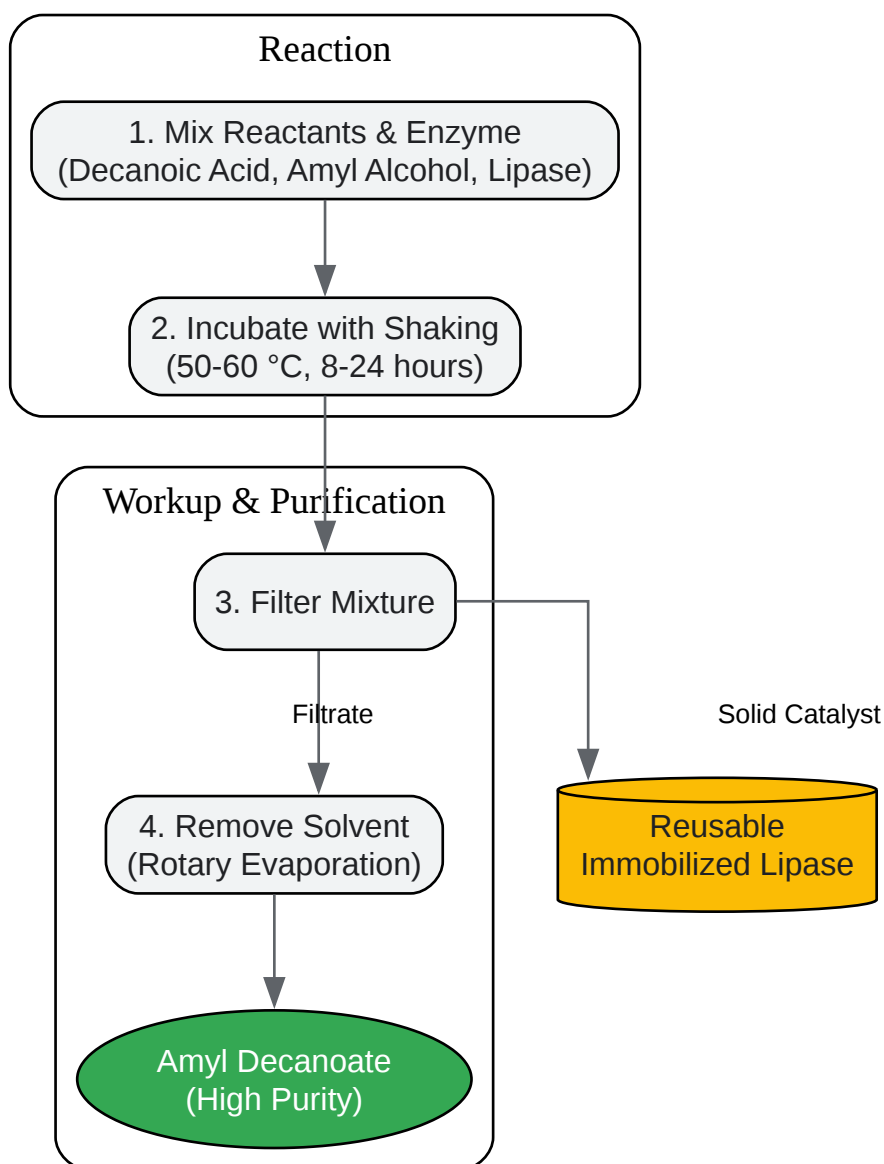 Reaction
1. Mix Reactants & Enzyme
(Decanoic Acid, Amyl Alcohol, Lipase)
2. Incubate with Shaking
(50-60 °C, 8-24 hours)
Workup & Purification
3. Filter Mixture
Filtrate
Solid Catalyst
4. Remove Solvent
(Rotary Evaporation)
Reusable
Immobilized Lipase
Amyl Decanoate
(High Purity)